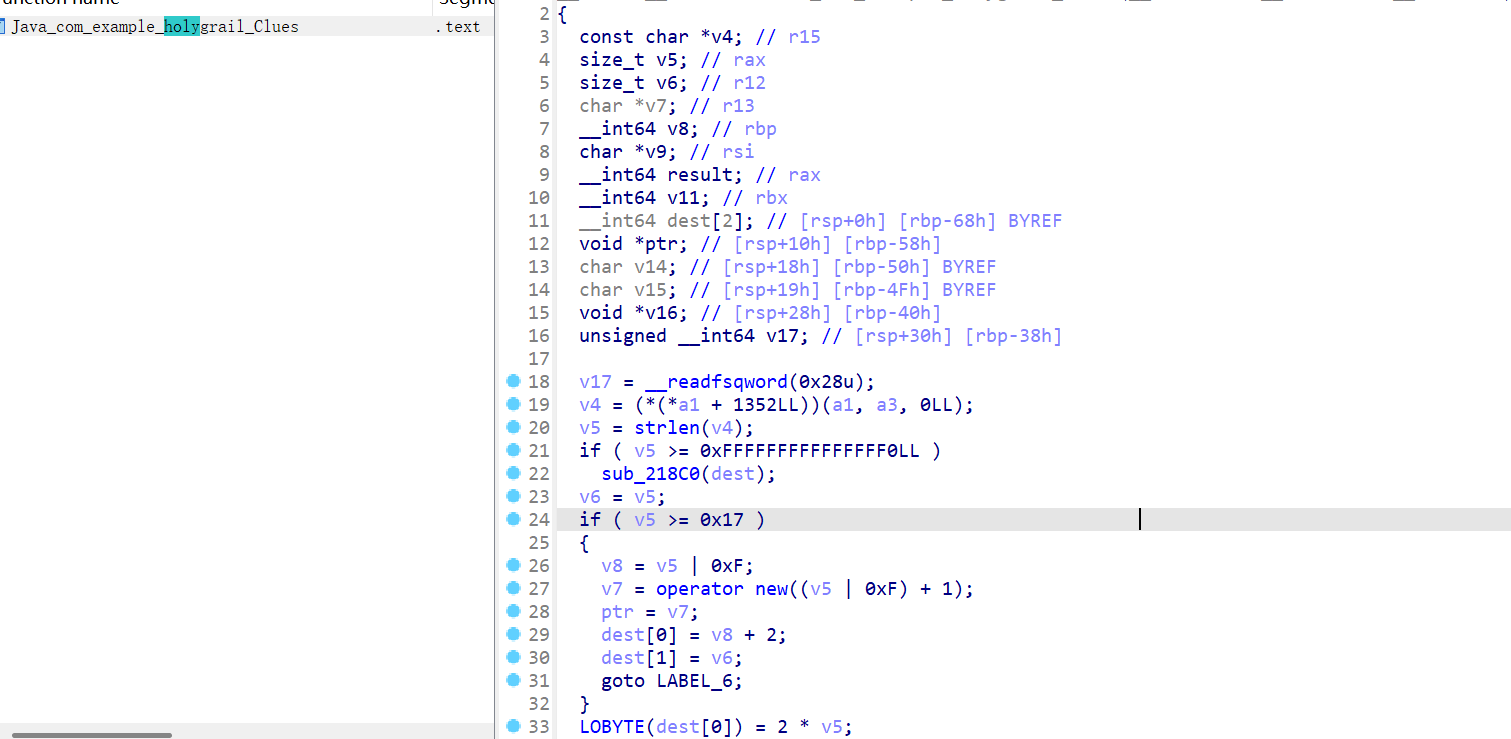 Java_com_example_holygrail_Clues .text
2 {
3 const char *v4; // r15
4 size_t v5; // rax
5 size_t v6; // r12
6 char *v7; // r13
7 __int64 v8; // rbp
8 char *v9; // rsi
9 __int64 result; // rax
10 __int64 v11; // rbx
11 __int64 dest[2]; // [rsp+0h] [rbp-68h] BYREF
12 void *ptr; // [rsp+10h] [rbp-58h]
13 char v14; // [rsp+18h] [rbp-50h] BYREF
14 char v15; // [rsp+19h] [rbp-4Fh] BYREF
15 void *v16; // [rsp+28h] [rbp-40h]
16 unsigned __int64 v17; // [rsp+30h] [rbp-38h]
17
18 v17 = __readfsqword(0x28u);
19 v4 = (*(*a1 + 1352LL))(a1, a3, 0LL);
20 v5 = strlen(v4);
21 if ( v5 >= 0xFFFFFFFFFFFFFFF0LL )
22 sub_218C0(dest);
23 v6 = v5;
24 if ( v5 >= 0x17 )
25 {
26 v8 = v5 | 0xF;
27 v7 = operator new((v5 | 0xF) + 1);
28 ptr = v7;
29 dest[0] = v8 + 2;
30 dest[1] = v6;
31 goto LABEL_6;
32 }
33 LOBYTE(dest[0]) = 2 * v5;